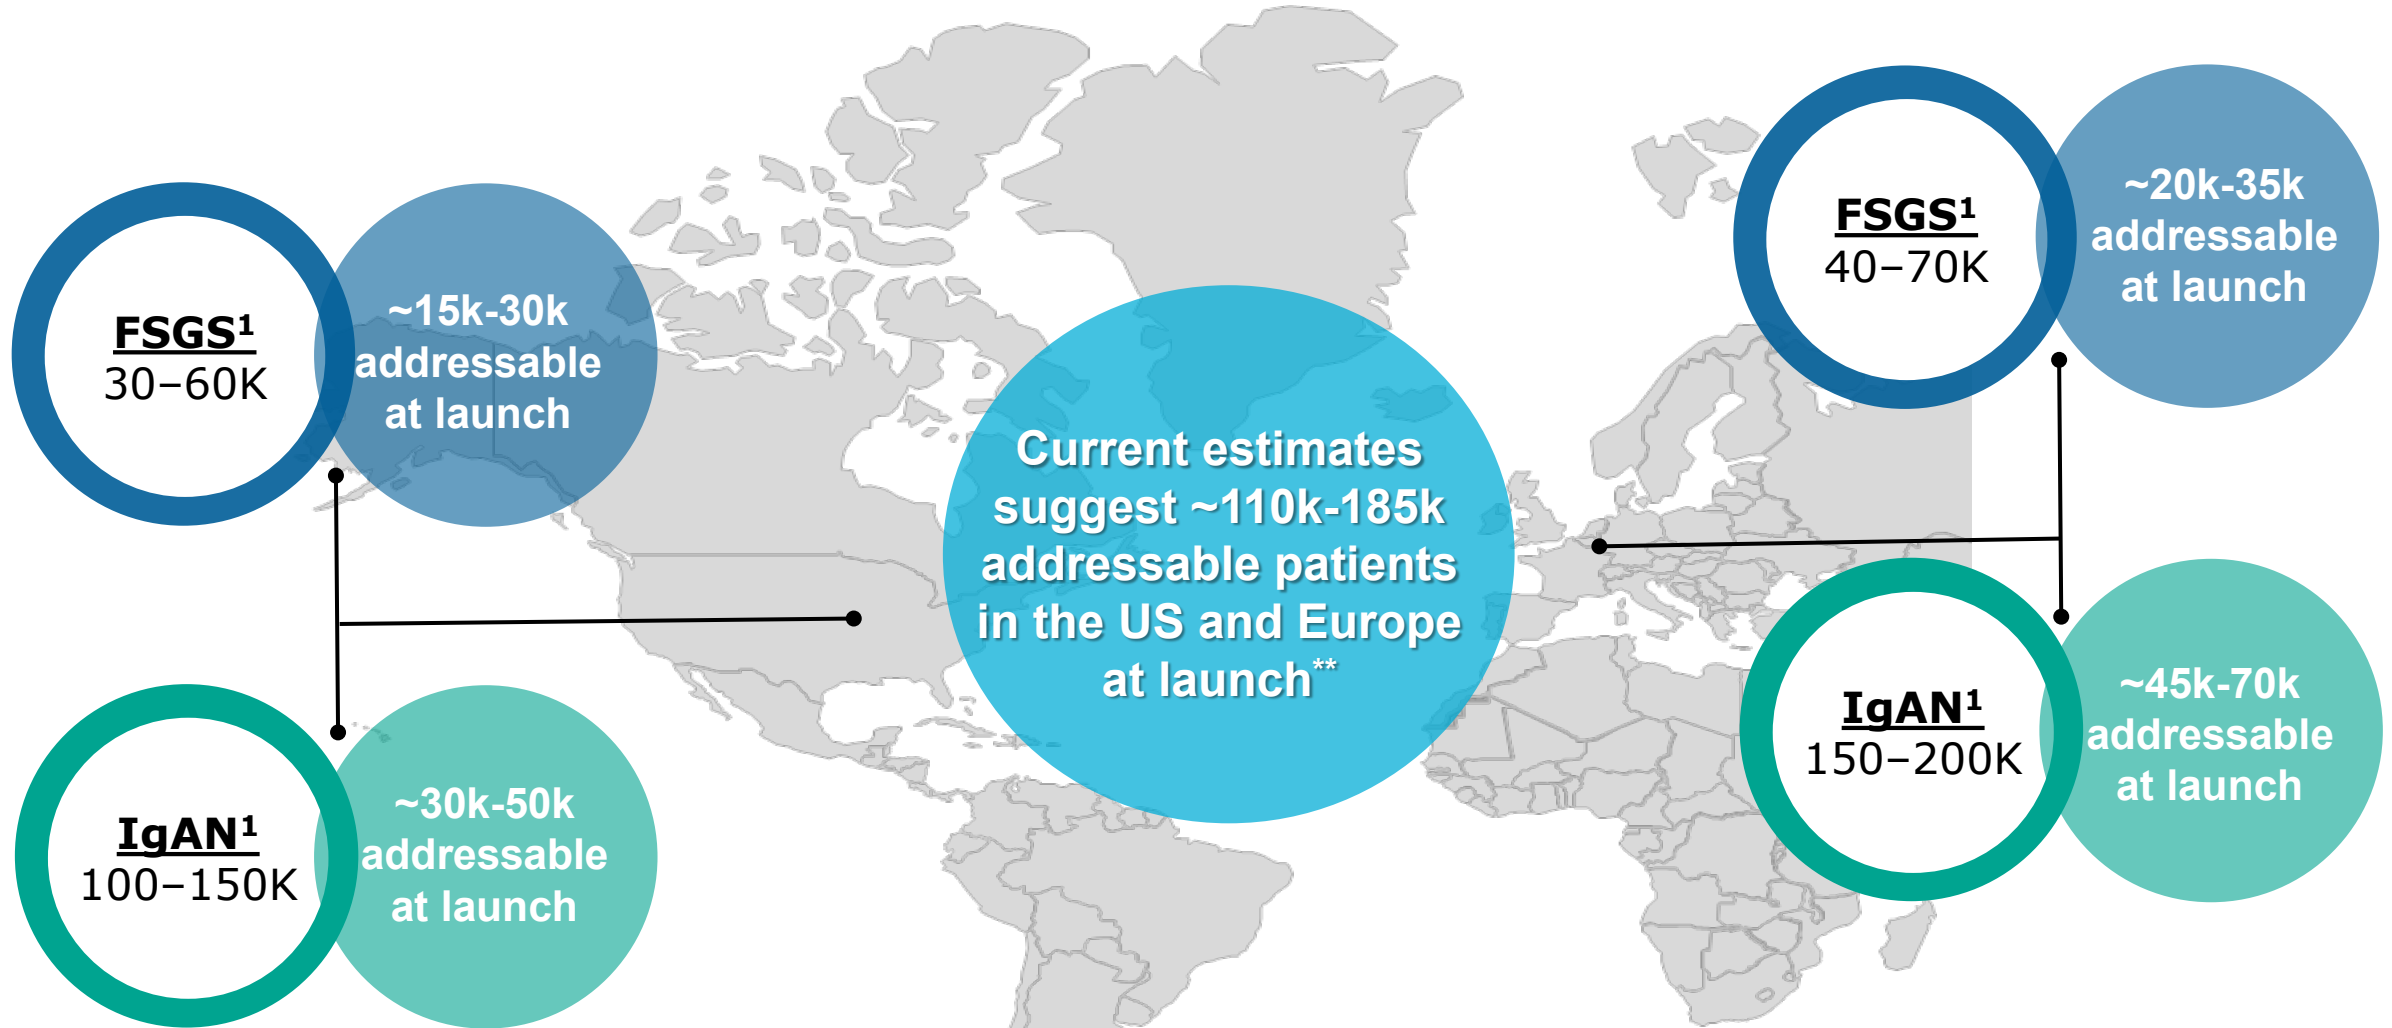 FSGS¹
30–60K
~15k-30k
addressable
at launch
IgAN¹
100–150K
~30k-50k
addressable
at launch
Current estimates
suggest ~110k-185k
addressable patients
in the US and Europe
at launch**
FSGS¹
40–70K
~20k-35k
addressable
at launch
IgAN¹
150–200K
~45k-70k
addressable
at launch